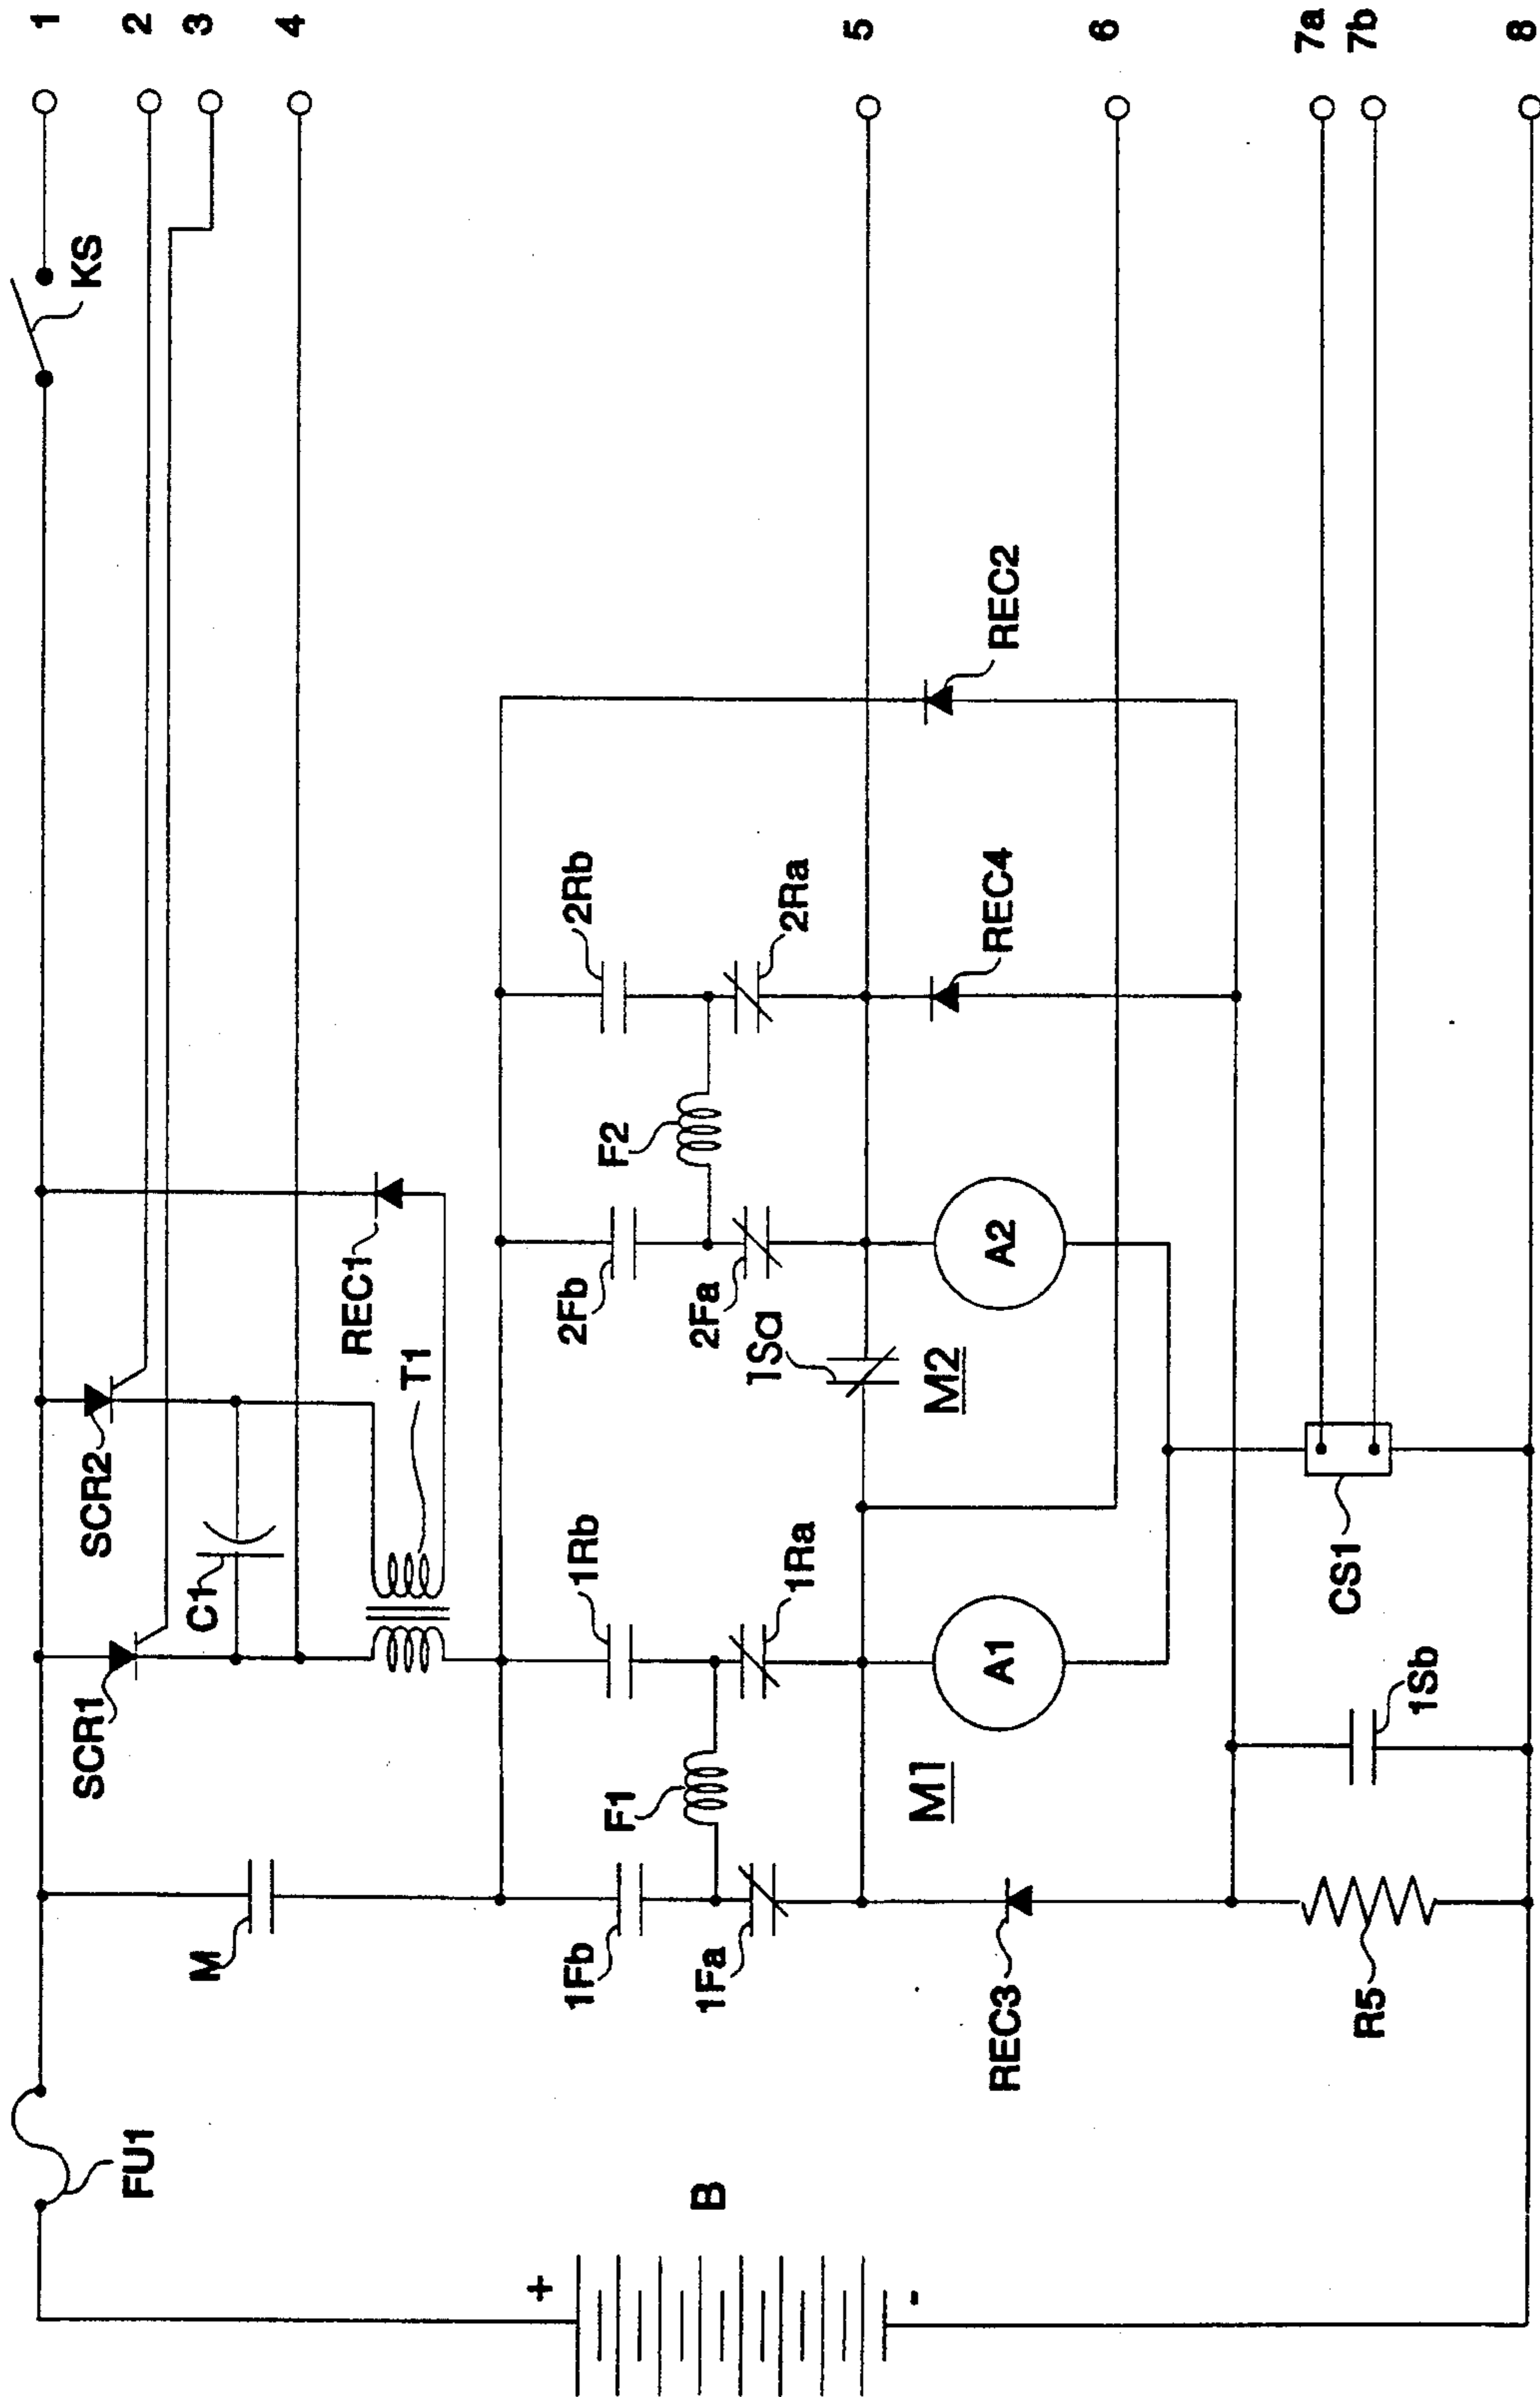 1
2
3
4
5
6
7a
7b
8
KS
REC2
2Rb
2Ra
REC4
F2
REC1
2Fb
2Fa
A2
T1
1Sa
M2
SCR2
C1
1Rb
1Ra
CS1
SCR1
A1
1Sb
F1
M1
M
1Fb
1Fa
REC3
R5
FU1
B
+
-